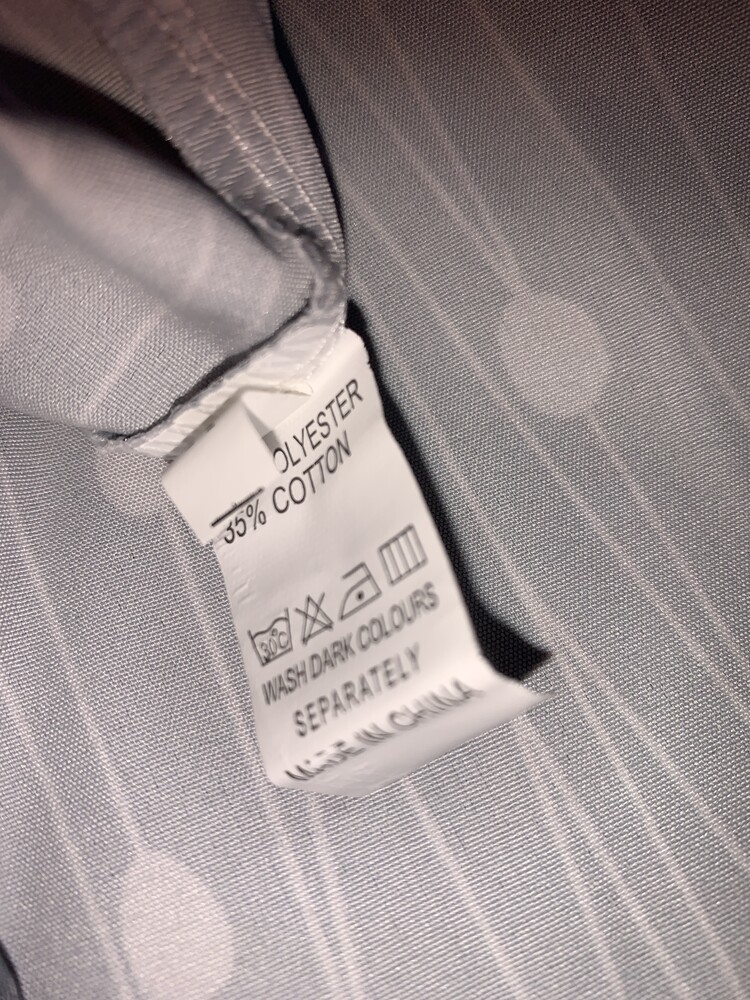 OLYESTER
35% COTTON
30°C
WASH DARK COLOURS
SEPARATELY
MADE IN CHINA